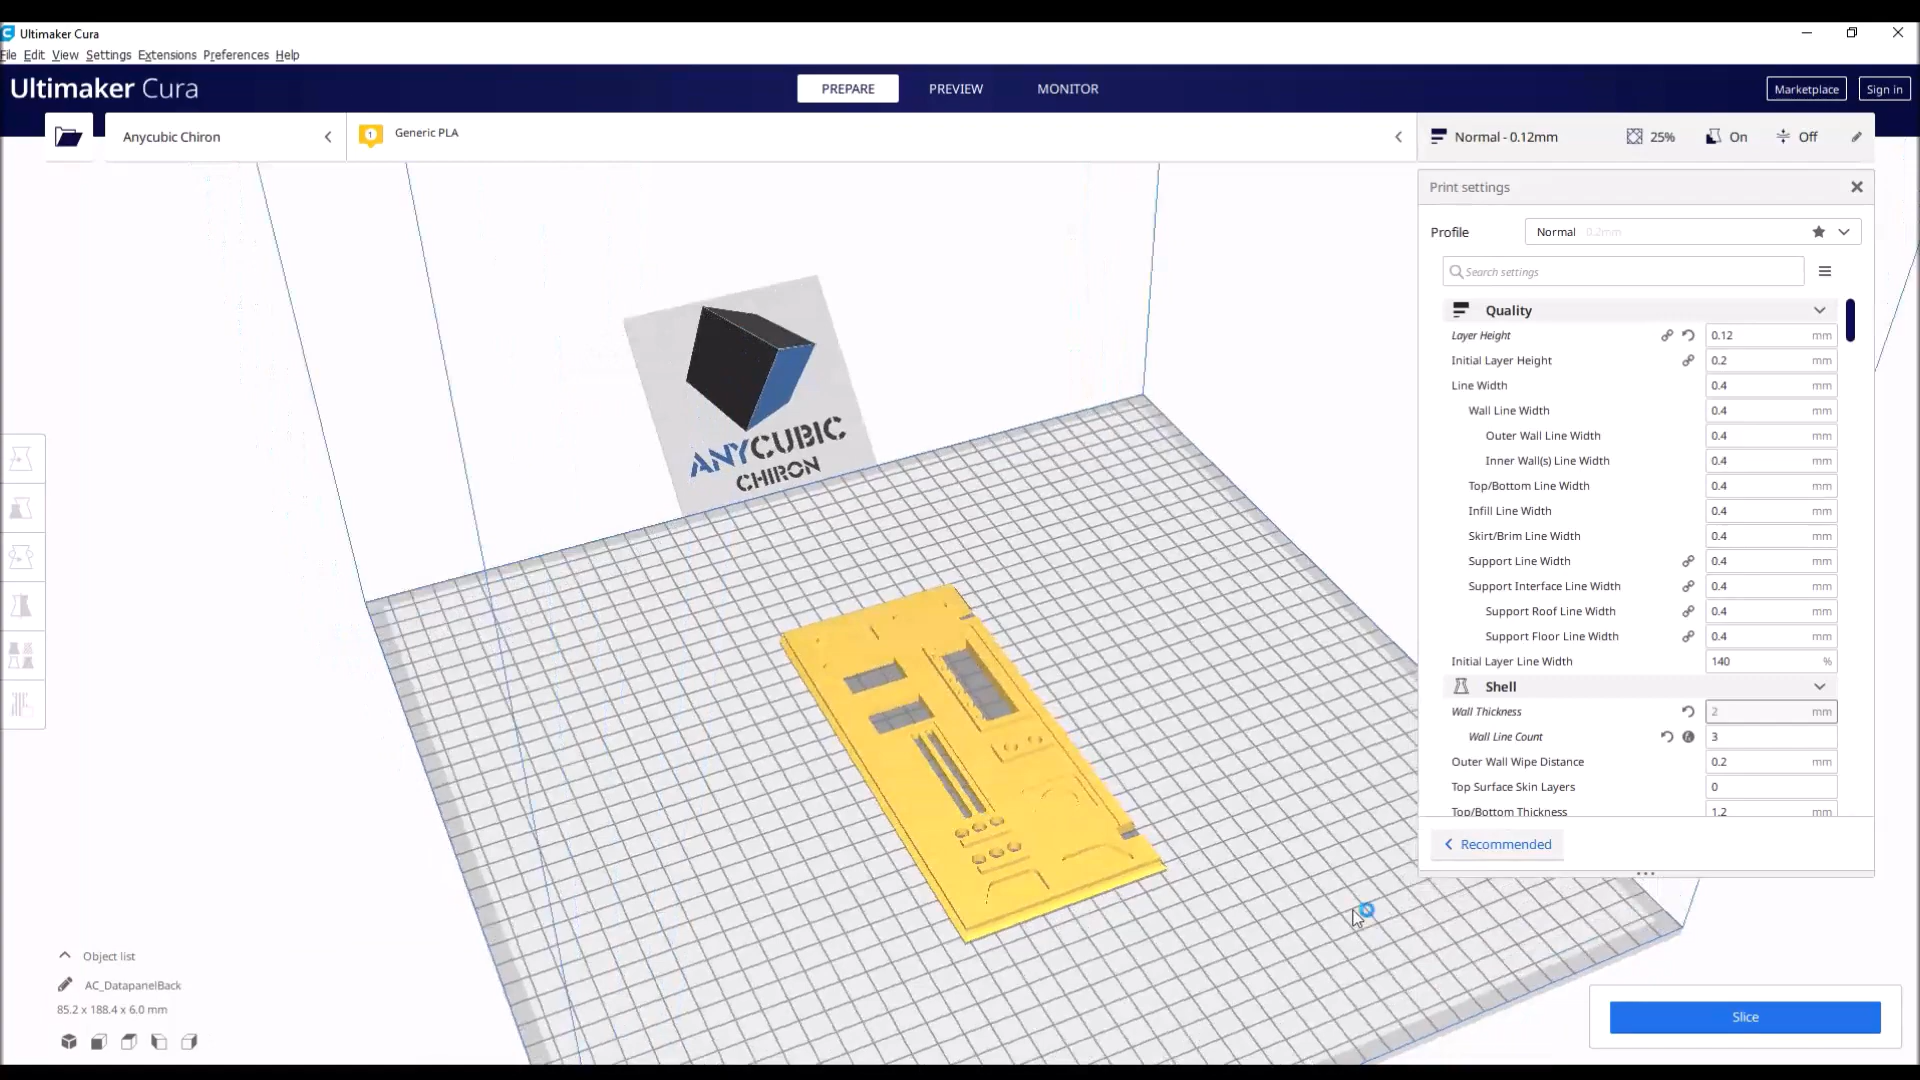 Ultimaker Cura
File Edit View Settings Extensions Preferences Help
Ultimaker Cura
PREPARE
PREVIEW
MONITOR
Marketplace
Sign in
Anycubic Chiron
1
Generic PLA
Normal - 0.12mm
25%
On
Off
Print settings
Profile
Normal 0.2mm
Search settings
Quality
Layer Height 0.12 mm
Initial Layer Height 0.2 mm
Line Width 0.4 mm
Wall Line Width 0.4 mm
Outer Wall Line Width 0.4 mm
Inner Wall(s) Line Width 0.4 mm
Top/Bottom Line Width 0.4 mm
Infill Line Width 0.4 mm
Skirt/Brim Line Width 0.4 mm
Support Line Width 0.4 mm
Support Interface Line Width 0.4 mm
Support Roof Line Width 0.4 mm
Support Floor Line Width 0.4 mm
Initial Layer Line Width 140 %
Shell
Wall Thickness 2 mm
Wall Line Count 3
Outer Wall Wipe Distance 0.2 mm
Top Surface Skin Layers 0
Top/Bottom Thickness 1.2 mm
Recommended
ANYCUBIC
CHIRON
Object list
AC_DatapanelBack
85.2 x 188.4 x 6.0 mm
Slice